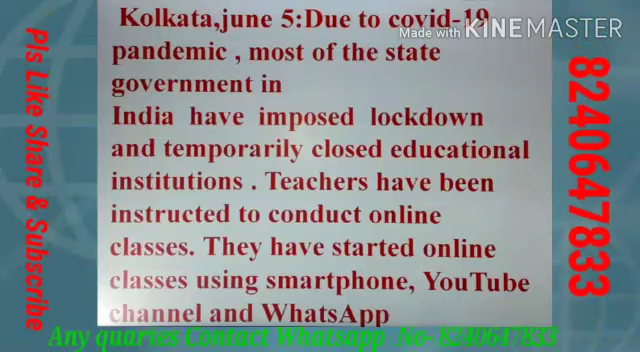 Kolkata,june 5:Due to covid-19
Made with KINEMASTER
pandemic , most of the state
government in
India have imposed lockdown
and temporarily closed educational
institutions . Teachers have been
instructed to conduct online
classes. They have started online
classes using smartphone, YouTube
channel and WhatsApp
Pls Like Share & Subscribe
8240647833
Any quaries Contact Whatsapp No- 8240647833